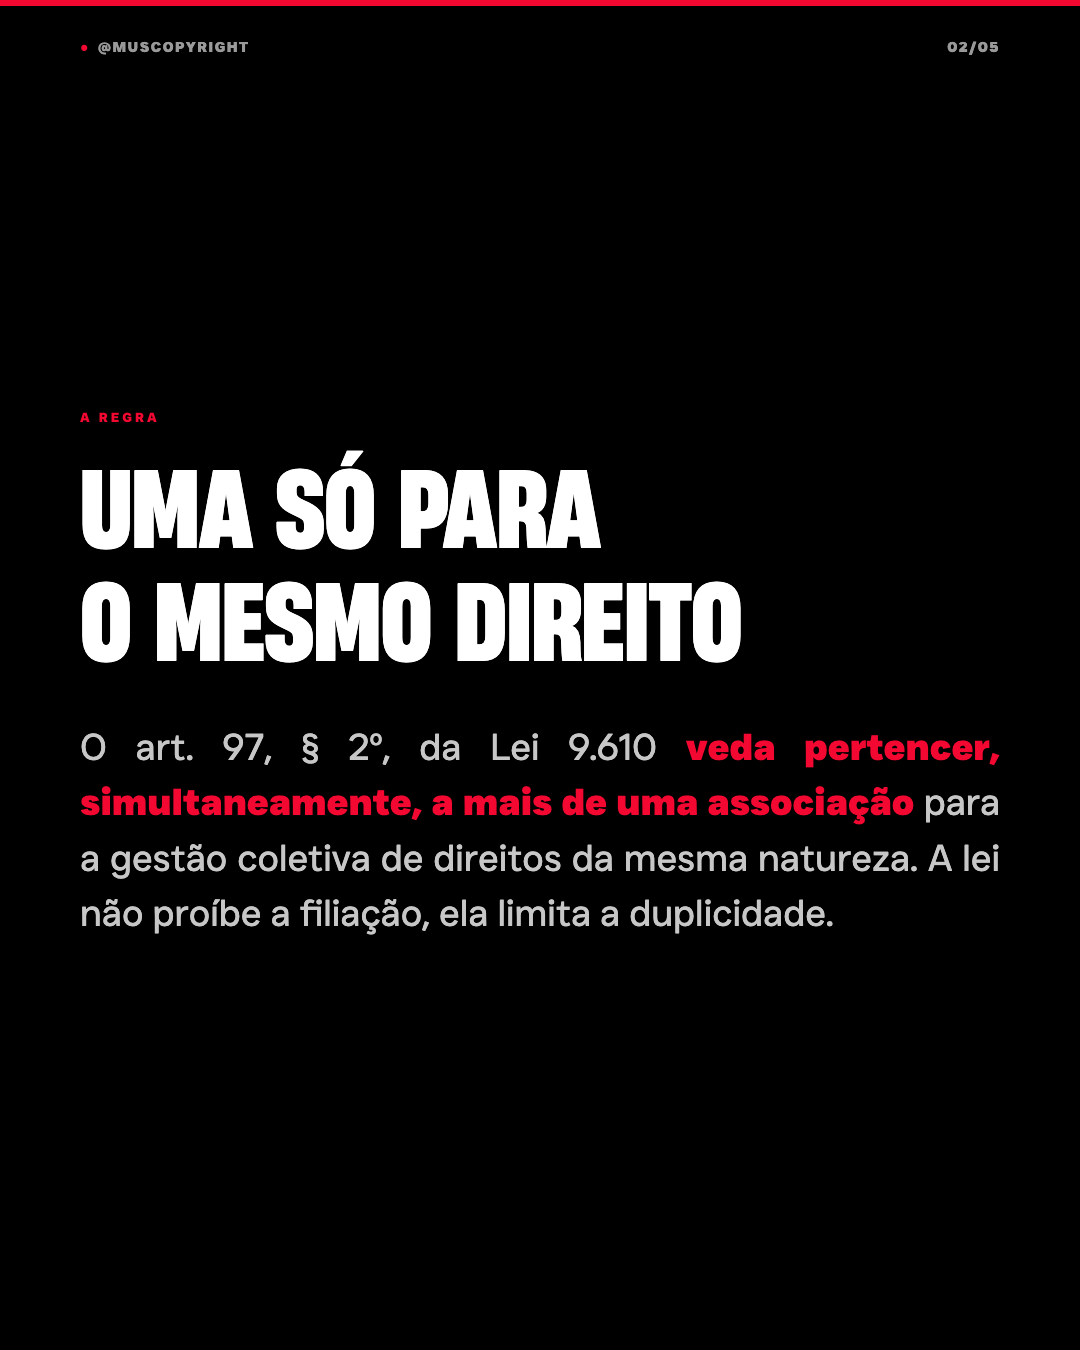 @MUSCOPYRIGHT
02/05
A REGRA
UMA SÓ PARA
O MESMO DIREITO
O art. 97, § 2º, da Lei 9.610 veda pertencer,
simultaneamente, a mais de uma associação para
a gestão coletiva de direitos da mesma natureza. A lei
não proíbe a filiação, ela limita a duplicidade.